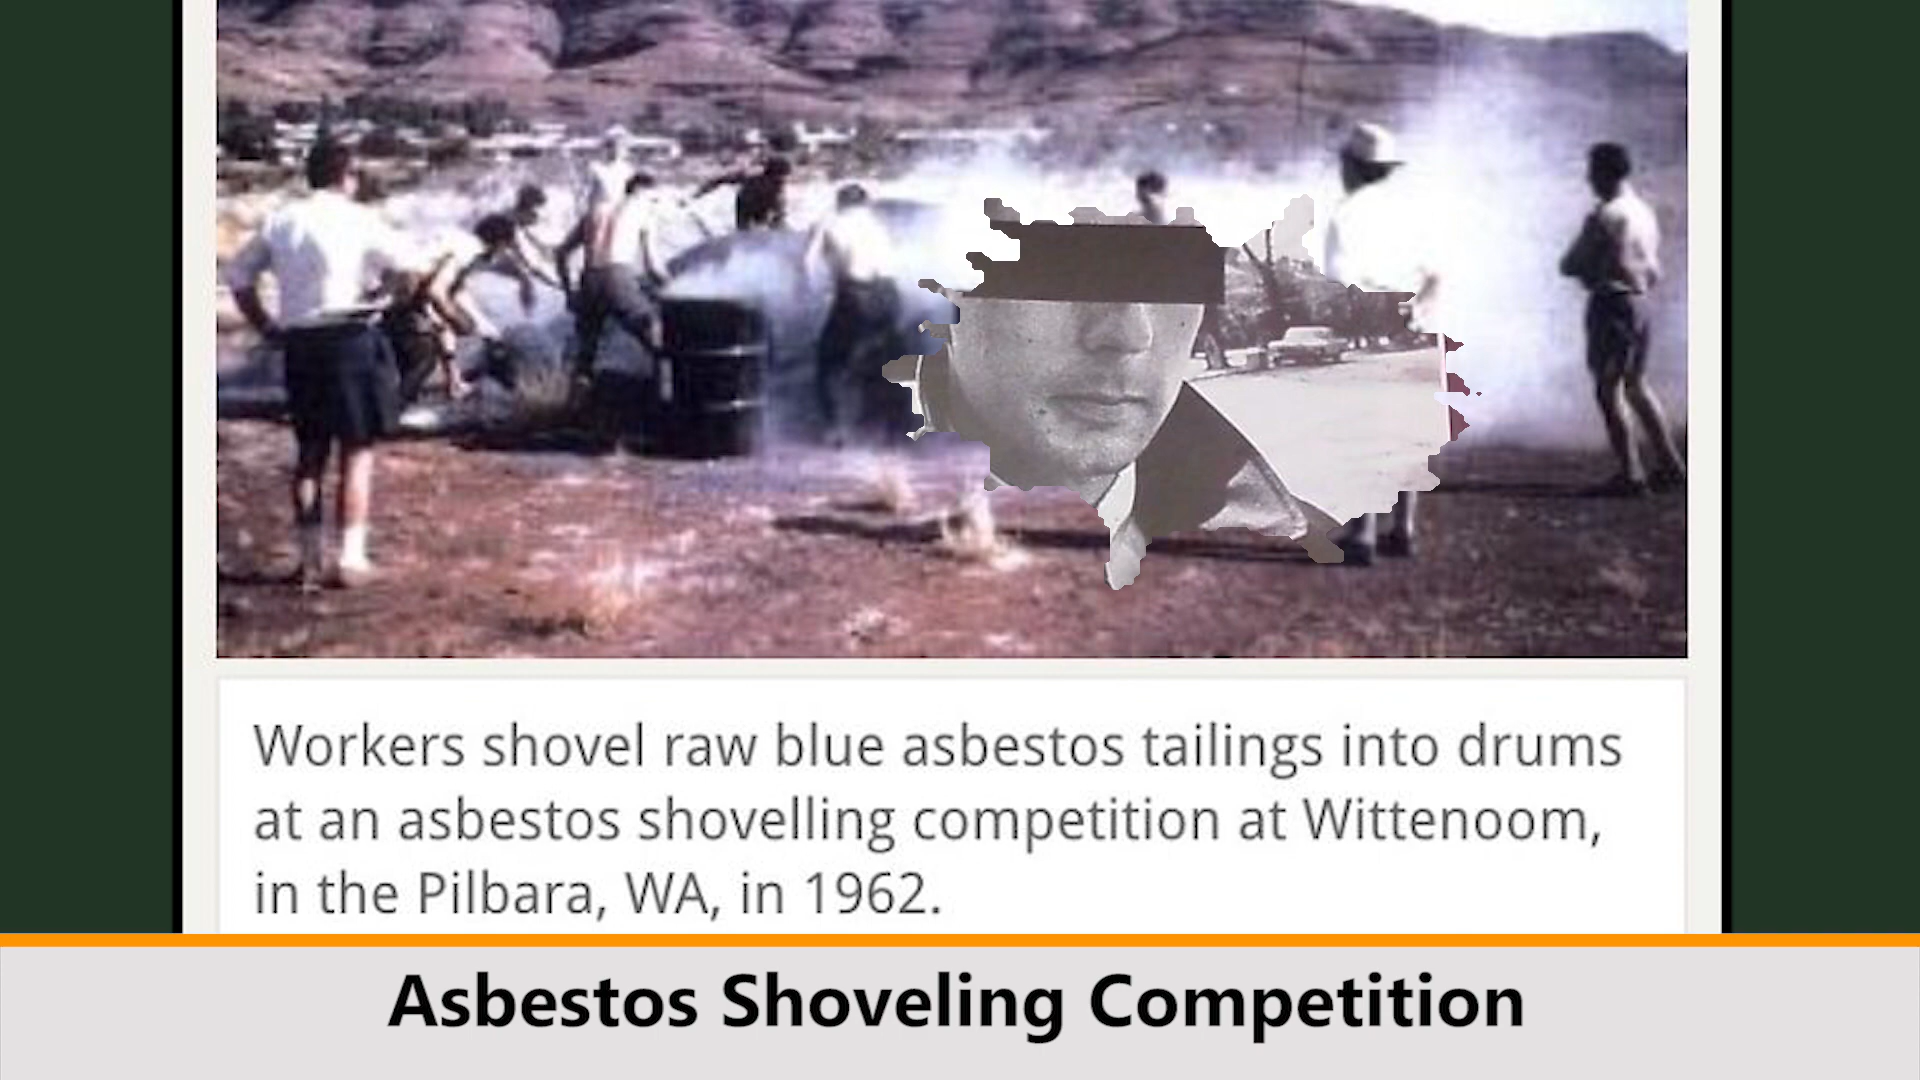 Workers shovel raw blue asbestos tailings into drums
at an asbestos shovelling competition at Wittenoom,
in the Pilbara, WA, in 1962.
Asbestos Shoveling Competition